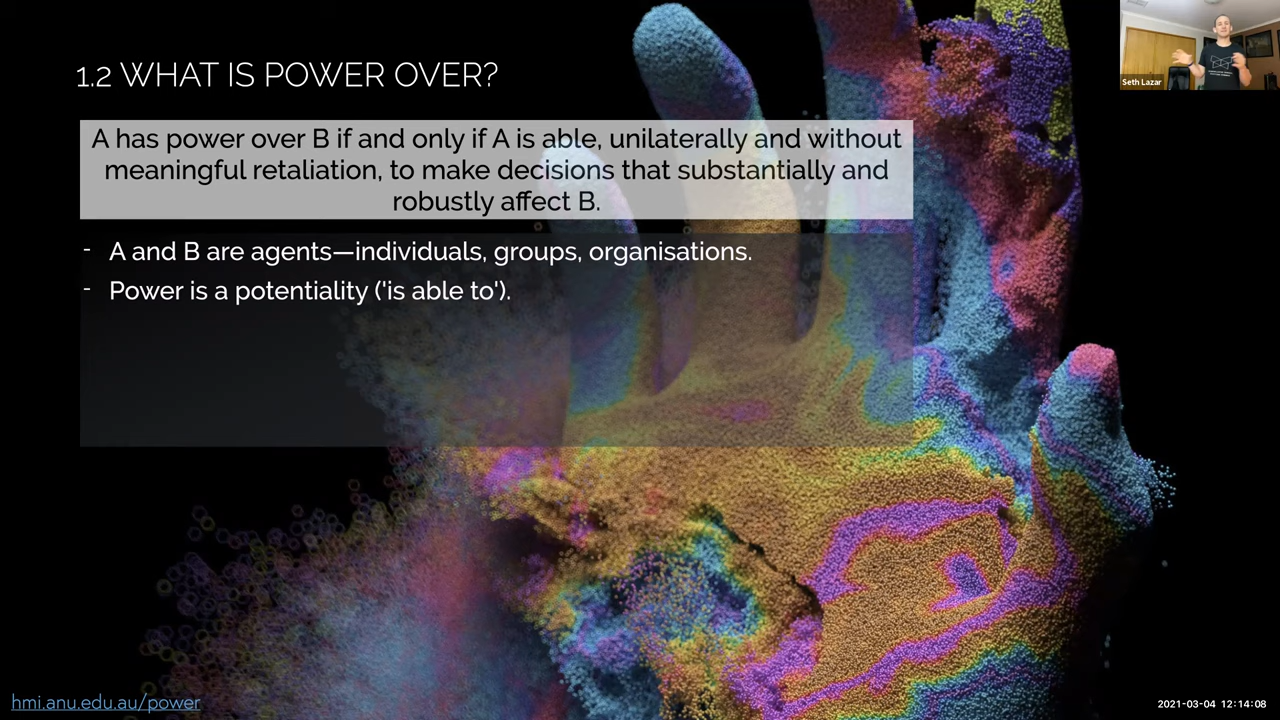 1.2 WHAT IS POWER OVER?
Seth Lazar
A has power over B if and only if A is able, unilaterally and without
meaningful retaliation, to make decisions that substantially and
robustly affect B.
- A and B are agents—individuals, groups, organisations.
- Power is a potentiality ('is able to').
hmi.anu.edu.au/power
2021-03-04 12:14:08